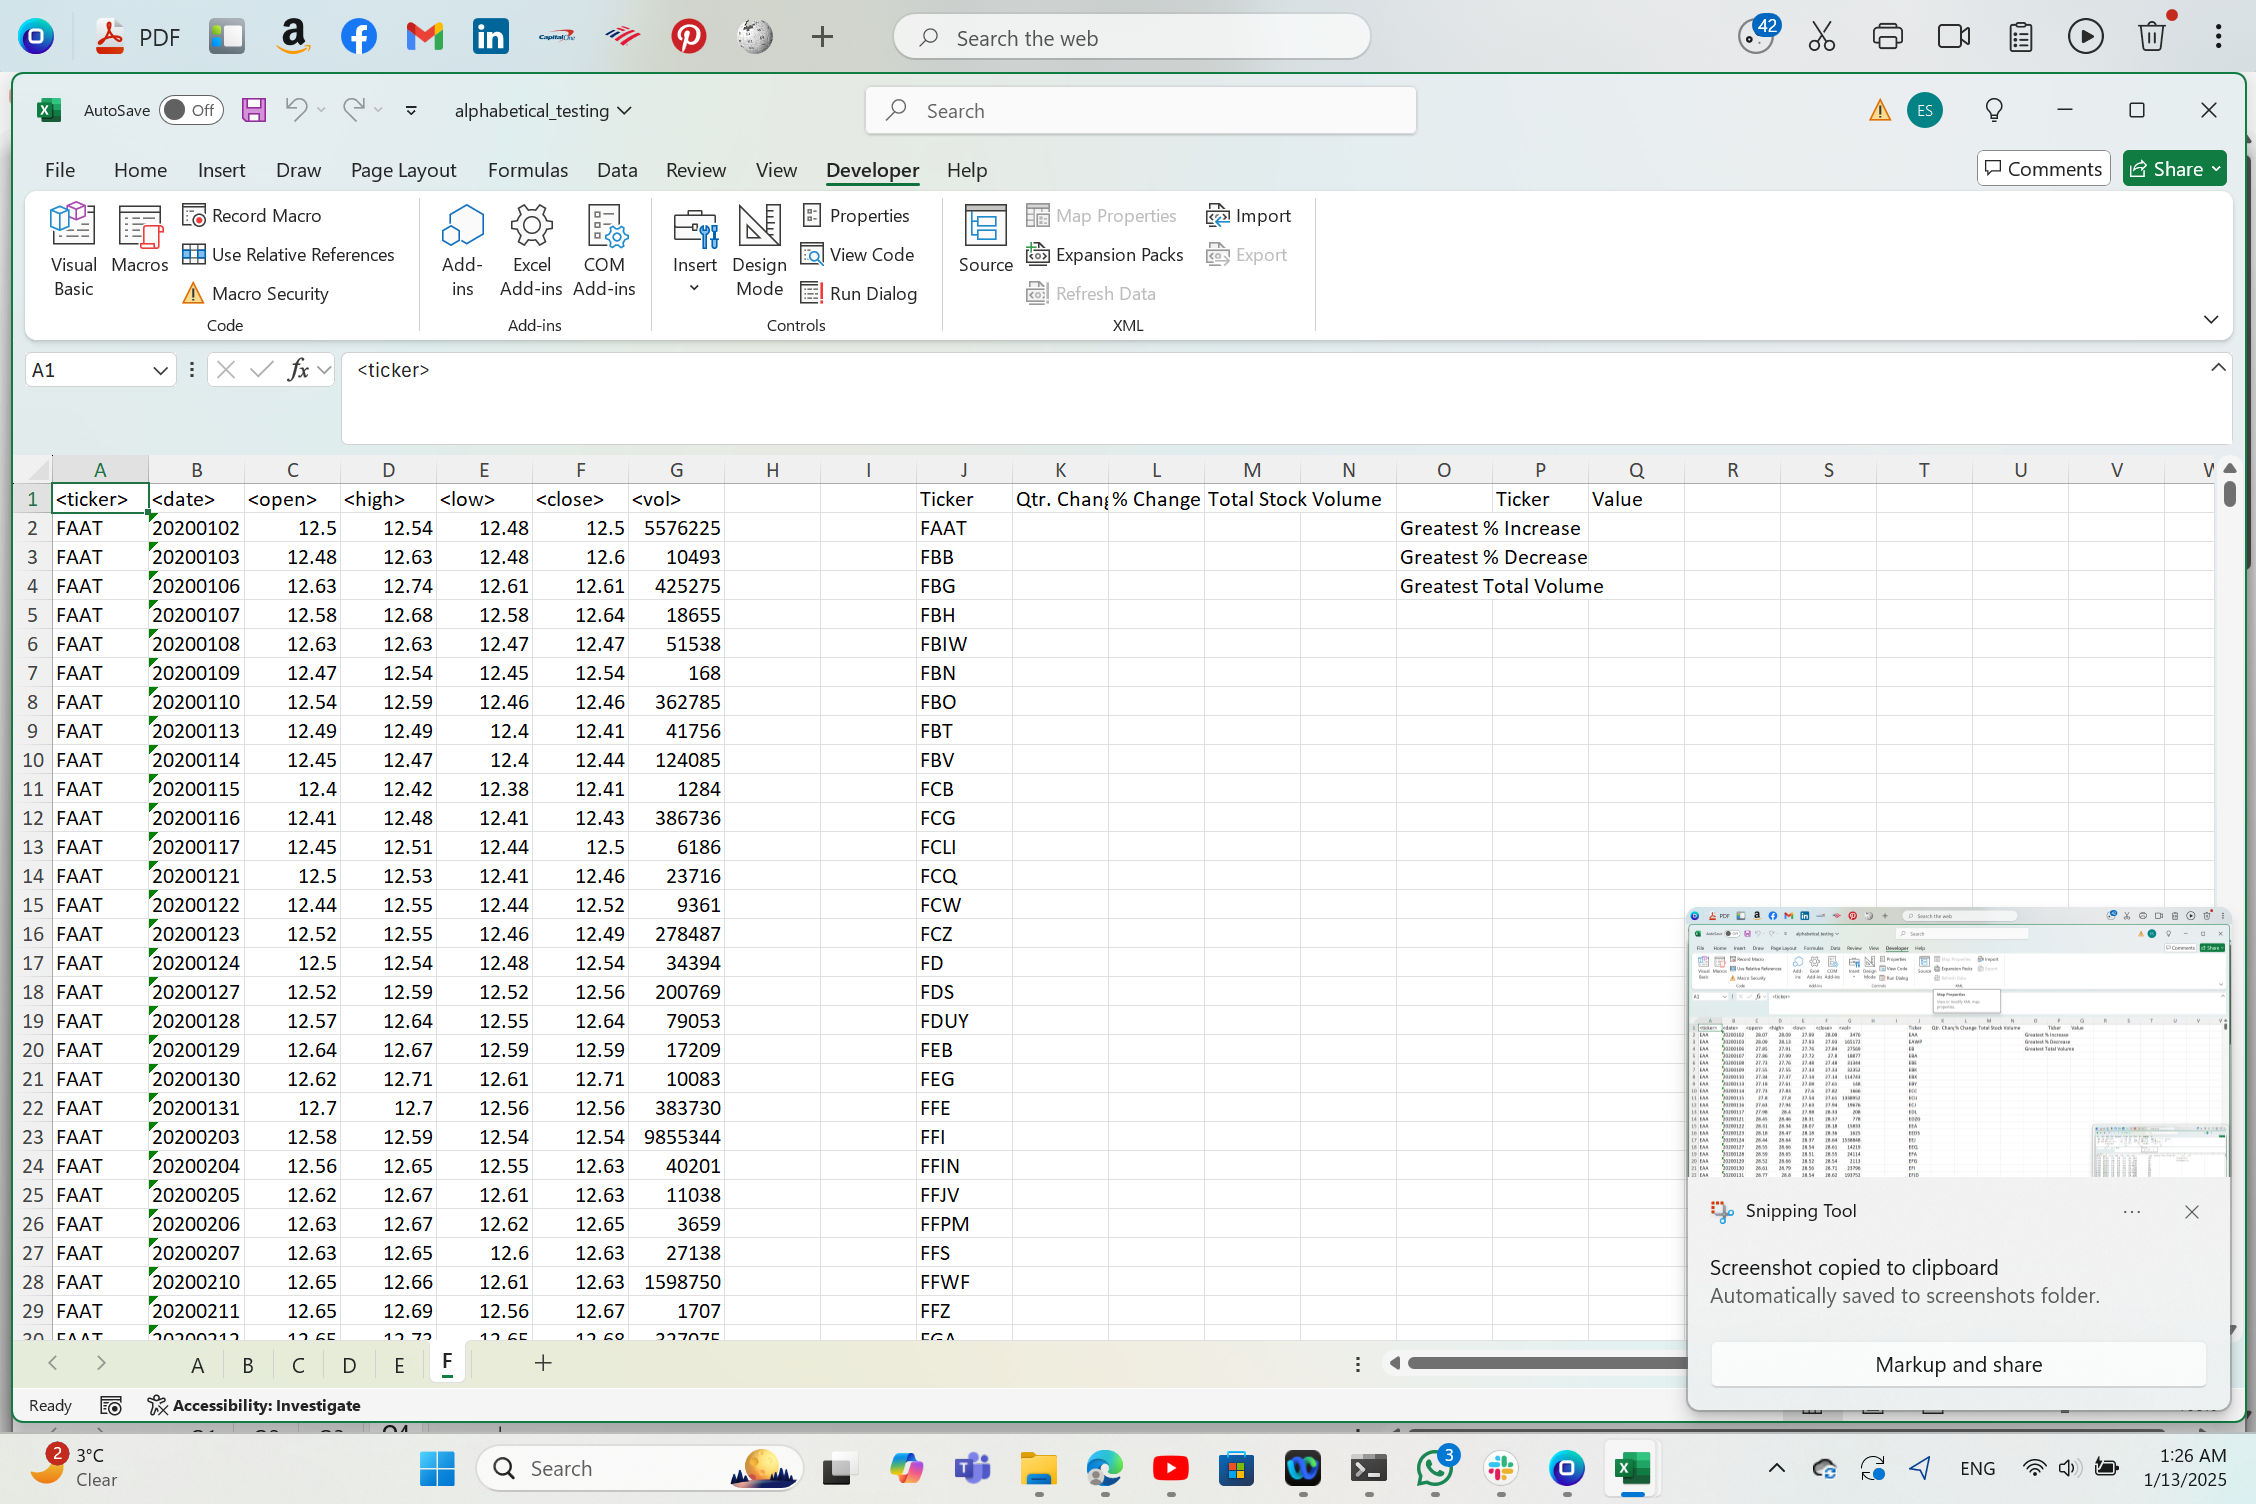 PDF
Search the web
42
AutoSave Off
alphabetical_testing
Search
ES
File Home Insert Draw Page Layout Formulas Data Review View Developer Help
Comments Share
Visual Basic
Macros
Record Macro
Use Relative References
Macro Security
Code
Add-ins
Excel Add-ins
COM Add-ins
Add-ins
Insert
Design Mode
Properties
View Code
Run Dialog
Controls
Source
Map Properties
Expansion Packs
Refresh Data
Import
Export
XML
A1 fx <ticker>
A B C D E F G H I J K L M N O P Q R S T U V W
1 <ticker> <date> <open> <high> <low> <close> <vol> Ticker Qtr. Chang % Change Total Stock Volume Ticker Value
2 FAAT 20200102 12.5 12.54 12.48 12.5 5576225 FAAT Greatest % Increase
3 FAAT 20200103 12.48 12.63 12.48 12.6 10493 FBB Greatest % Decrease
4 FAAT 20200106 12.63 12.74 12.61 12.61 425275 FBG Greatest Total Volume
5 FAAT 20200107 12.58 12.68 12.58 12.64 18655 FBH
6 FAAT 20200108 12.63 12.63 12.47 12.47 51538 FBIW
7 FAAT 20200109 12.47 12.54 12.45 12.54 168 FBN
8 FAAT 20200110 12.54 12.59 12.46 12.46 362785 FBO
9 FAAT 20200113 12.49 12.49 12.4 12.41 41756 FBT
10 FAAT 20200114 12.45 12.47 12.4 12.44 124085 FBV
11 FAAT 20200115 12.4 12.42 12.38 12.41 1284 FCB
12 FAAT 20200116 12.41 12.48 12.41 12.43 386736 FCG
13 FAAT 20200117 12.45 12.51 12.44 12.5 6186 FCLI
14 FAAT 20200121 12.5 12.53 12.41 12.46 23716 FCQ
15 FAAT 20200122 12.44 12.55 12.44 12.52 9361 FCW
16 FAAT 20200123 12.52 12.55 12.46 12.49 278487 FCZ
17 FAAT 20200124 12.5 12.54 12.48 12.54 34394 FD
18 FAAT 20200127 12.52 12.59 12.52 12.56 200769 FDS
19 FAAT 20200128 12.57 12.64 12.55 12.64 79053 FDUY
20 FAAT 20200129 12.64 12.67 12.59 12.59 17209 FEB
21 FAAT 20200130 12.62 12.71 12.61 12.71 10083 FEG
22 FAAT 20200131 12.7 12.7 12.56 12.56 383730 FFE
23 FAAT 20200203 12.58 12.59 12.54 12.54 9855344 FFI
24 FAAT 20200204 12.56 12.65 12.55 12.63 40201 FFIN
25 FAAT 20200205 12.62 12.67 12.61 12.63 11038 FFJV
26 FAAT 20200206 12.63 12.67 12.62 12.65 3659 FFPM
27 FAAT 20200207 12.63 12.65 12.6 12.63 27138 FFS
28 FAAT 20200210 12.65 12.66 12.61 12.63 1598750 FFWF
29 FAAT 20200211 12.65 12.69 12.56 12.67 1707 FFZ
30 FAAT 20200212 12.65 12.73 12.65 12.68 327075 FGA
Snipping Tool
Screenshot copied to clipboard
Automatically saved to screenshots folder.
Markup and share
A B C D E F
Ready Accessibility: Investigate
2
3°C
Clear
Search
3
ENG
1:26 AM
1/13/2025